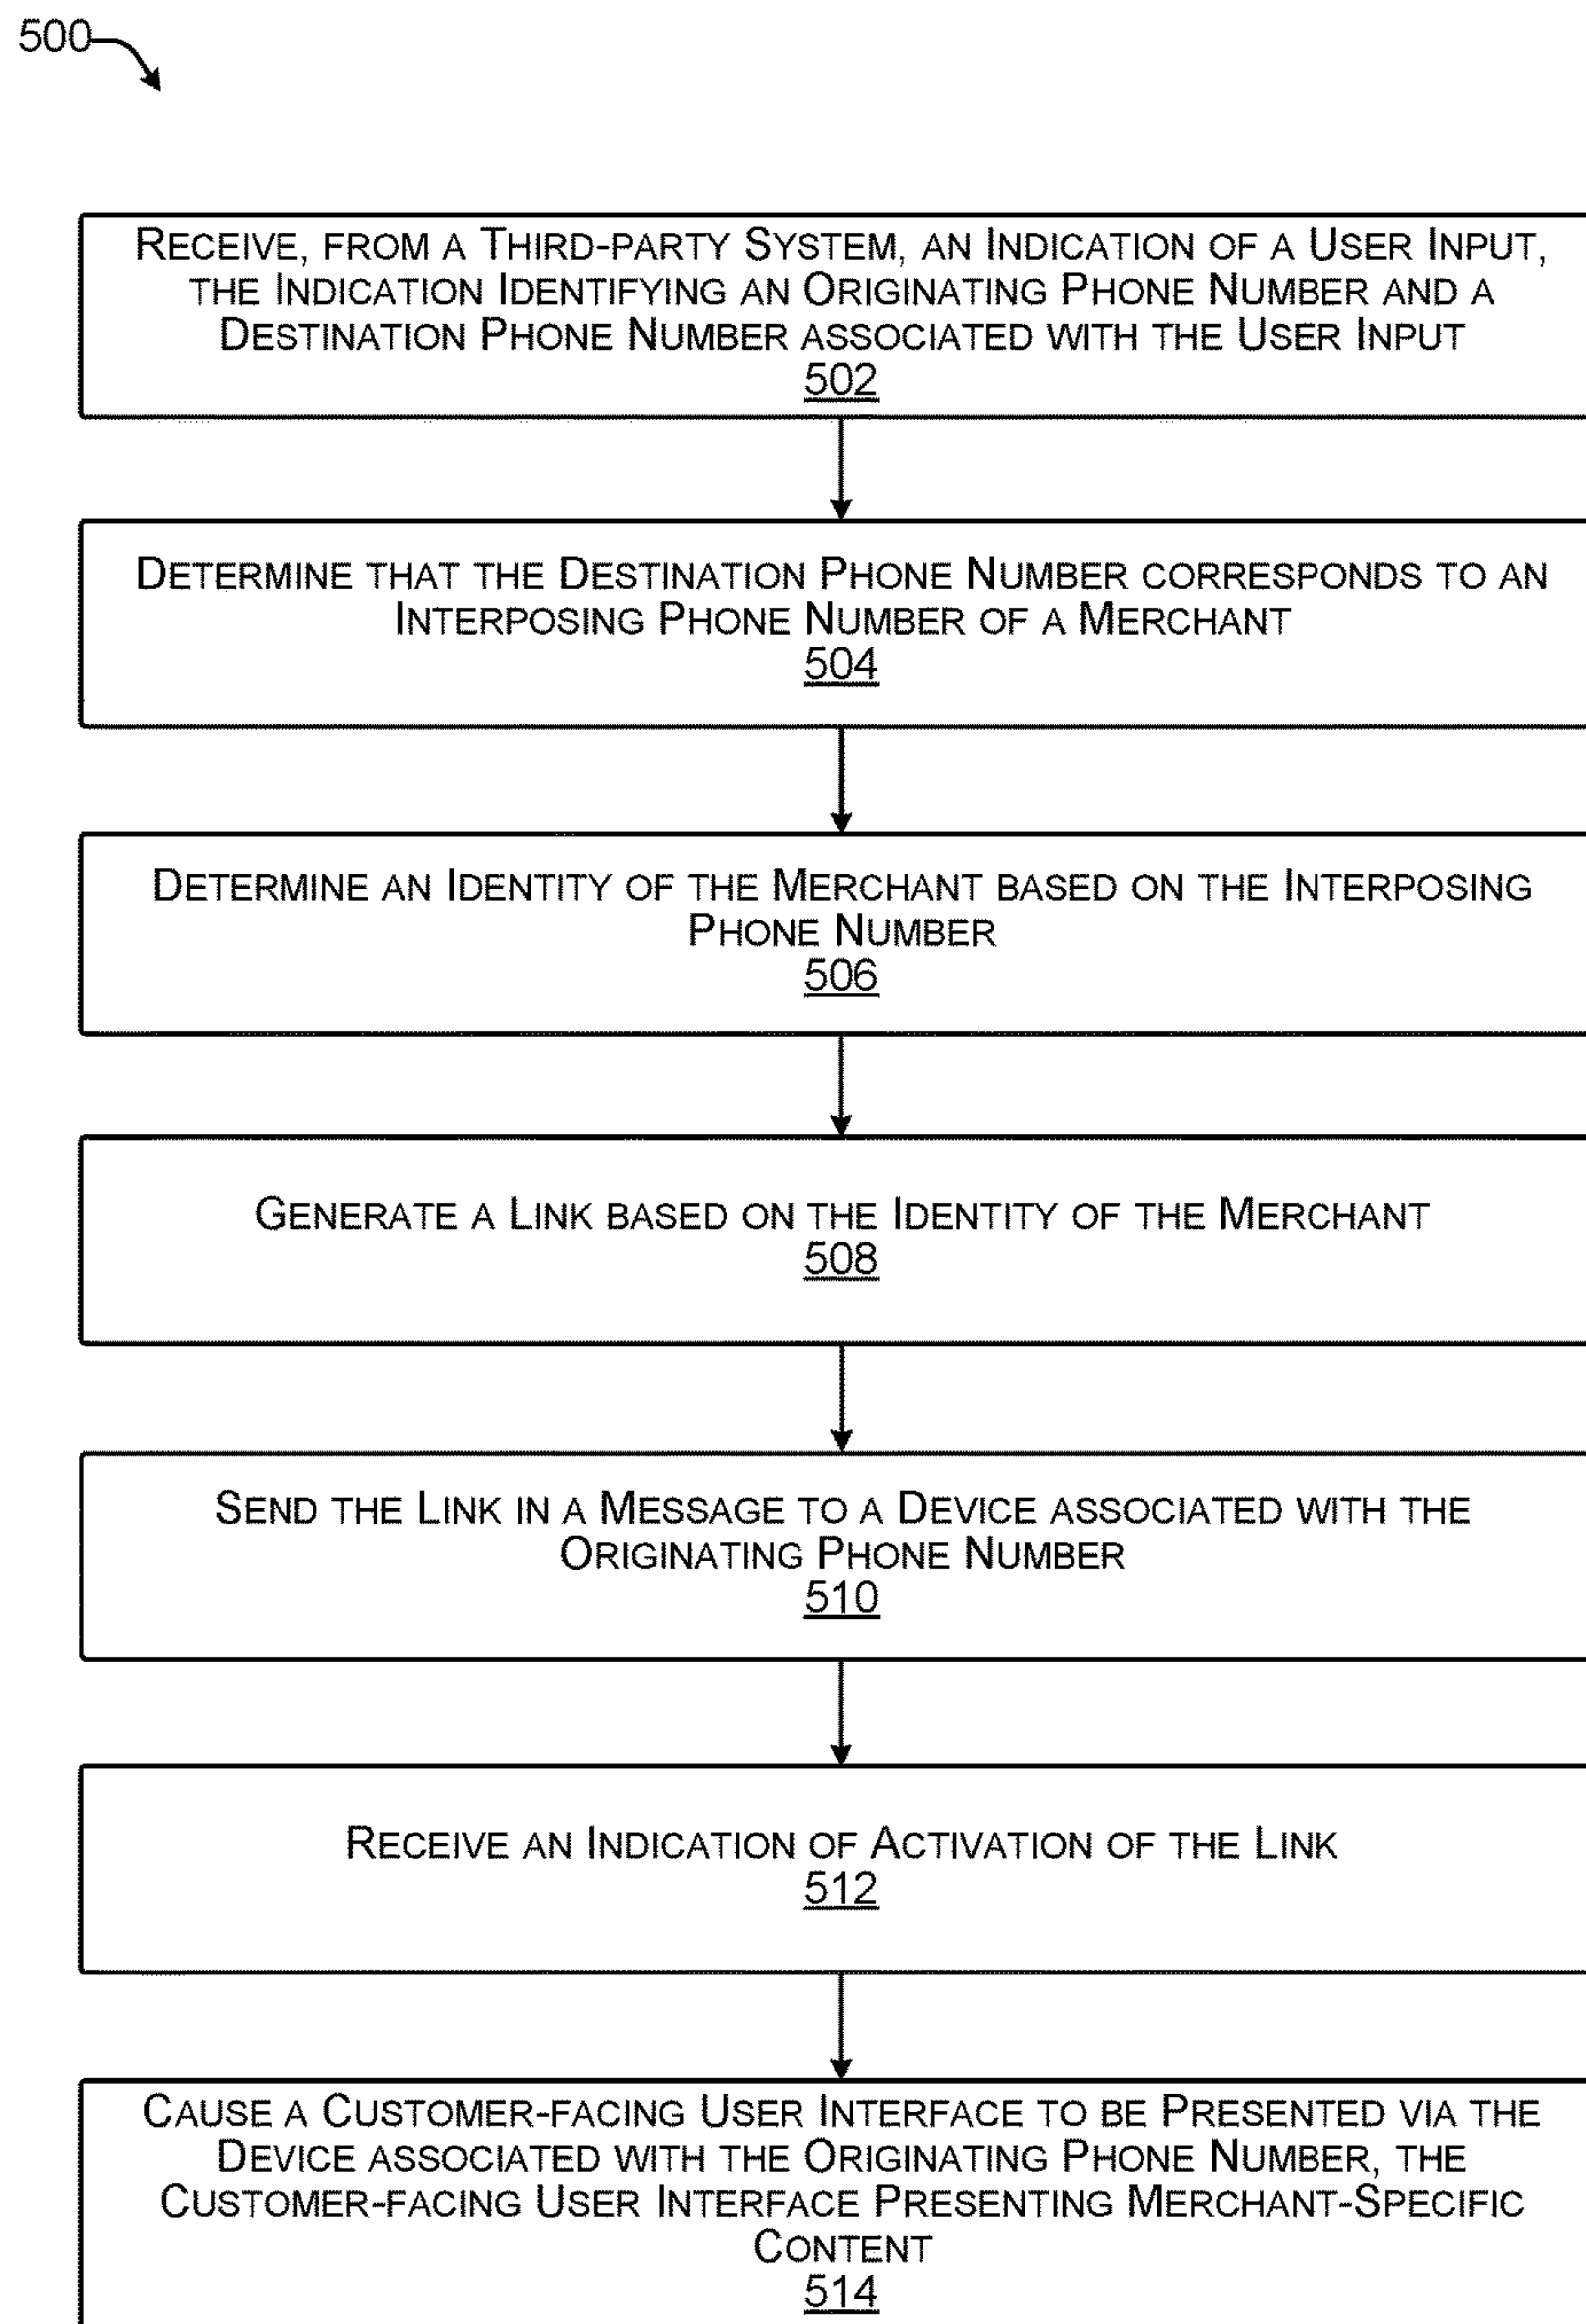 500
RECEIVE, FROM A THIRD-PARTY SYSTEM, AN INDICATION OF A USER INPUT,
THE INDICATION IDENTIFYING AN ORIGINATING PHONE NUMBER AND A
DESTINATION PHONE NUMBER ASSOCIATED WITH THE USER INPUT
502
DETERMINE THAT THE DESTINATION PHONE NUMBER CORRESPONDS TO AN
INTERPOSING PHONE NUMBER OF A MERCHANT
504
DETERMINE AN IDENTITY OF THE MERCHANT BASED ON THE INTERPOSING
PHONE NUMBER
506
GENERATE A LINK BASED ON THE IDENTITY OF THE MERCHANT
508
SEND THE LINK IN A MESSAGE TO A DEVICE ASSOCIATED WITH THE
ORIGINATING PHONE NUMBER
510
RECEIVE AN INDICATION OF ACTIVATION OF THE LINK
512
CAUSE A CUSTOMER-FACING USER INTERFACE TO BE PRESENTED VIA THE
DEVICE ASSOCIATED WITH THE ORIGINATING PHONE NUMBER, THE
CUSTOMER-FACING USER INTERFACE PRESENTING MERCHANT-SPECIFIC
CONTENT
514